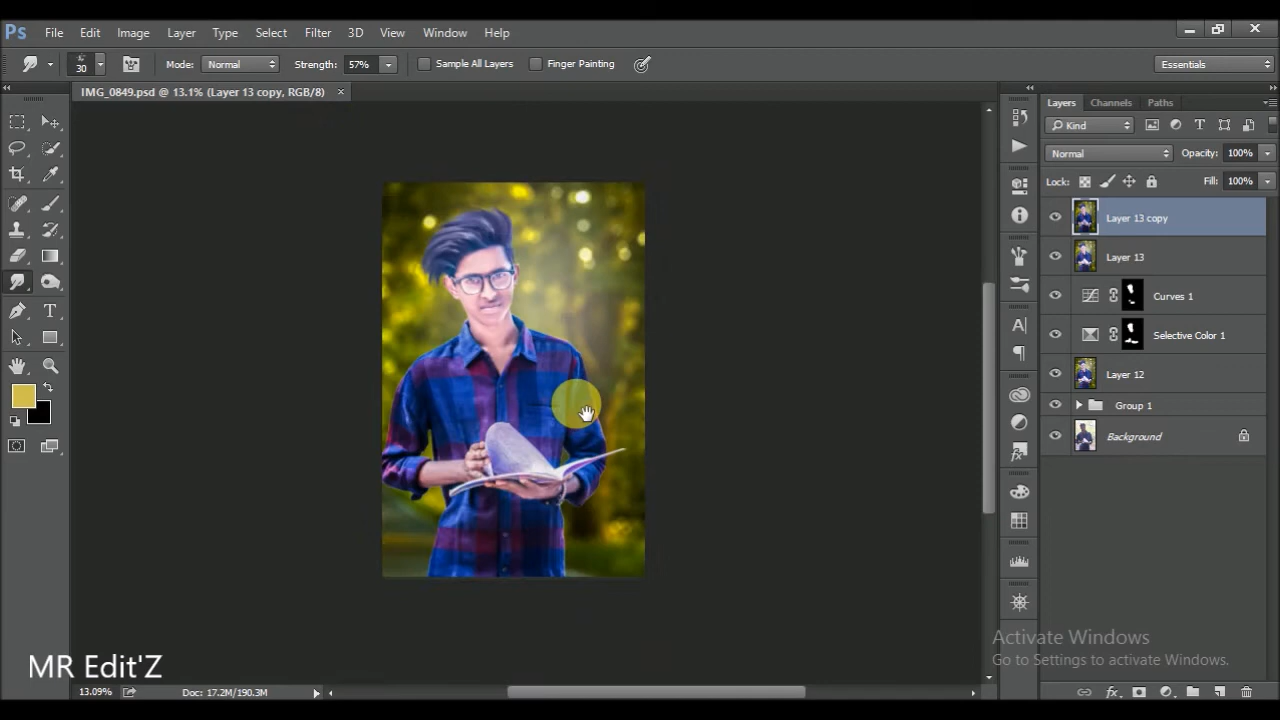 Ps File Edit Image Layer Type Select Filter 3D View Window Help
30 Mode: Normal Strength: 57% Sample All Layers Finger Painting Essentials
IMG_0849.psd @ 13.1% (Layer 13 copy, RGB/8) ×
Layers Channels Paths
Kind
Normal Opacity: 100%
Lock: Fill: 100%
Layer 13 copy
Layer 13
Curves 1
Selective Color 1
Layer 12
Group 1
Background
Activate Windows
Go to Settings to activate Windows.
MR Edit'Z
13.09% Doc: 17.2M/190.3M